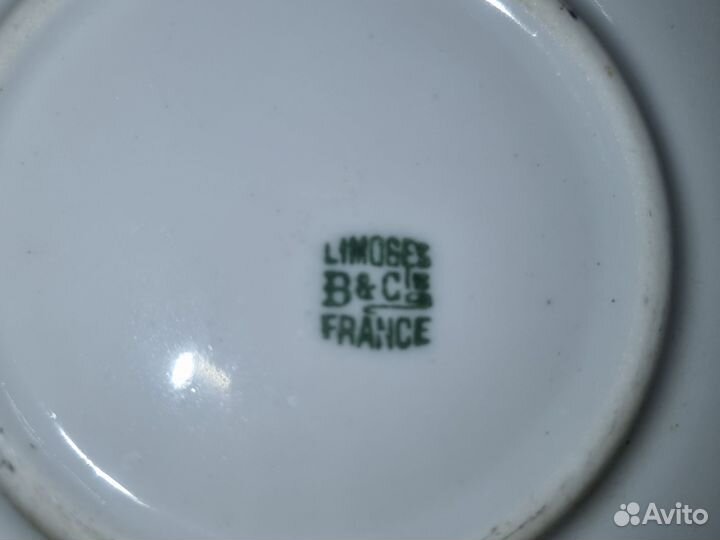 LIMOGES
B & Cie
FRANCE
Avito